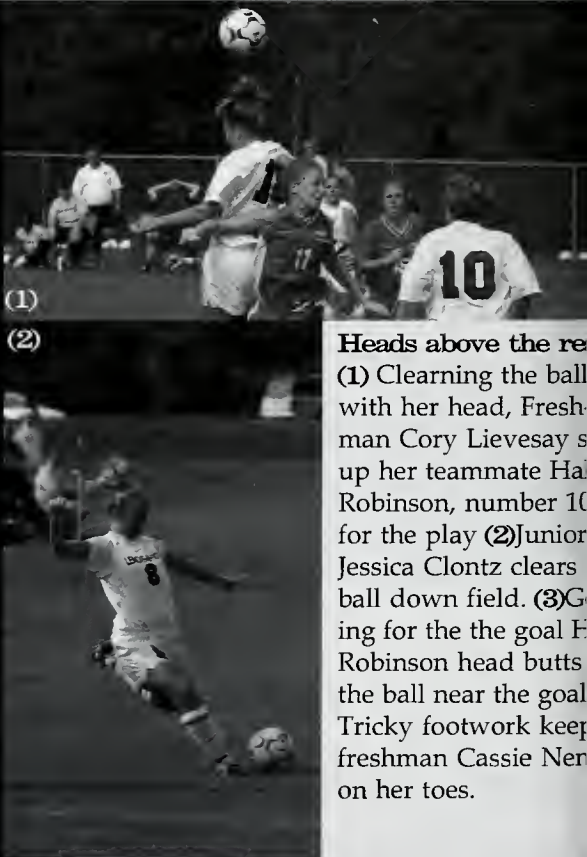 1
17
10
(1)
(2)
8
Heads above the re
(1) Clearning the ball
with her head, Fresh-
man Cory Lievesay s
up her teammate Ha
Robinson, number 10
for the play (2)Junior
Jessica Clontz clears
ball down field. (3)G
ing for the the goal H
Robinson head butts
the ball near the goal
Tricky footwork keep
freshman Cassie Ner
on her toes.